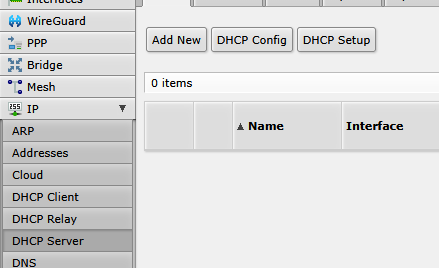 Interfaces
WireGuard
PPP
Bridge
Mesh
255
IP
ARP
Addresses
Cloud
DHCP Client
DHCP Relay
DHCP Server
DNS
Add New
DHCP Config
DHCP Setup
0 items
Name
Interface